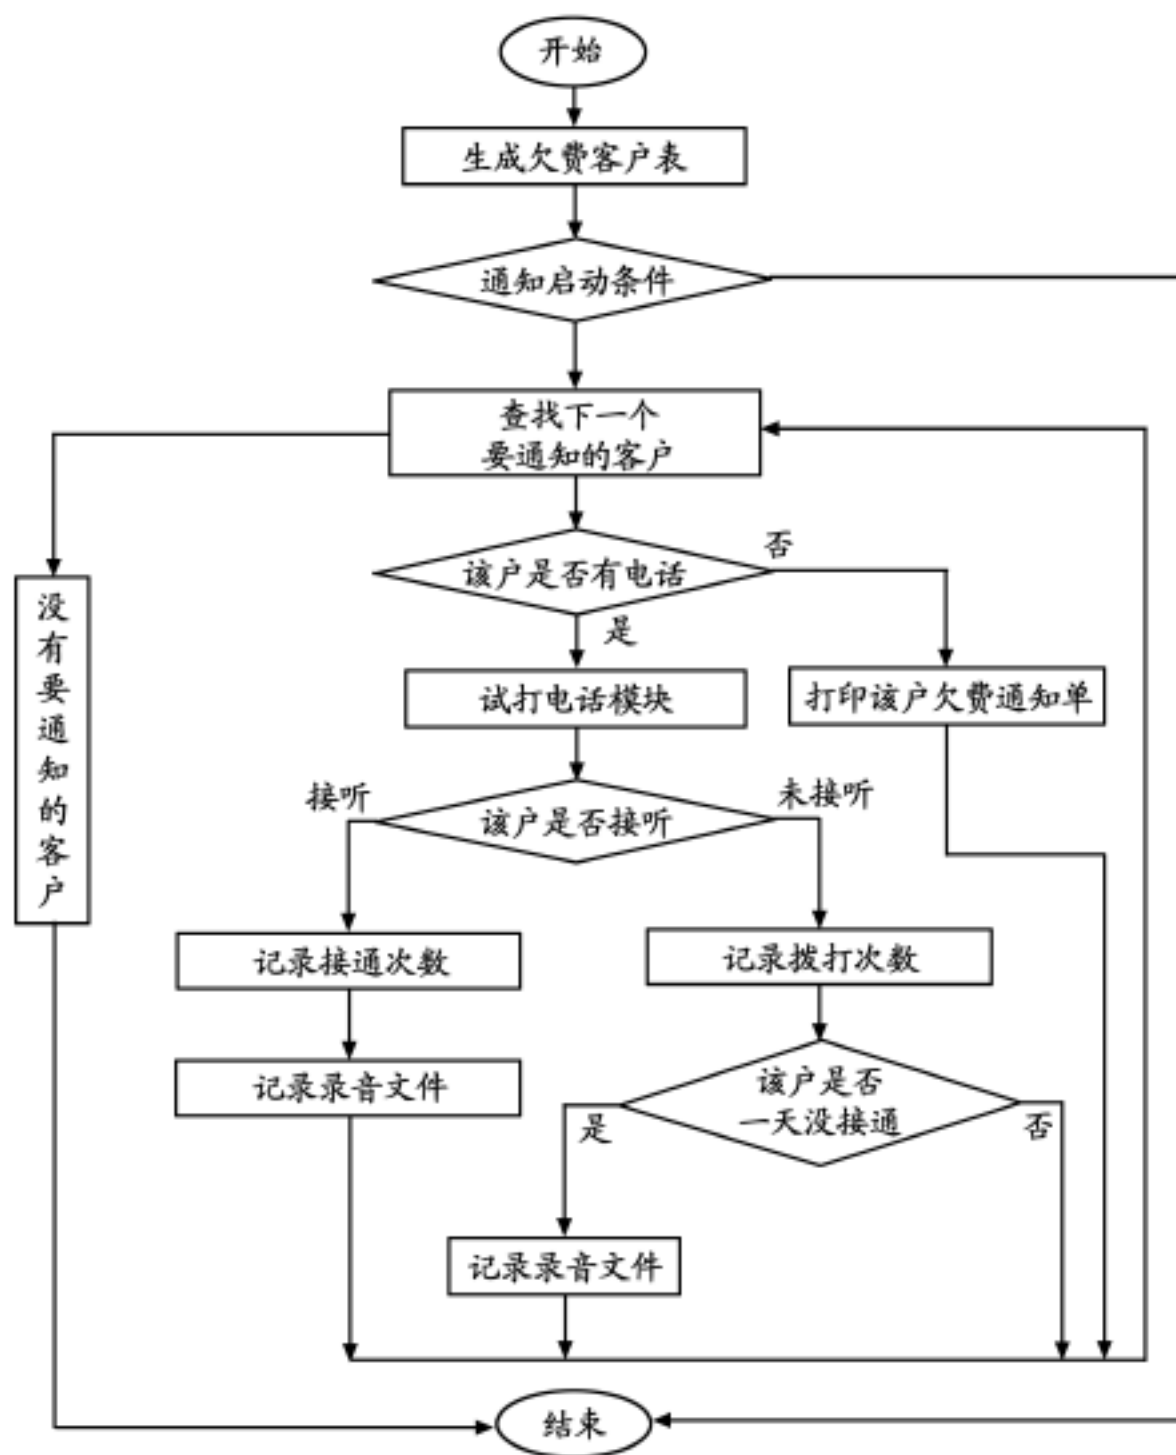 开始
生成欠费客户表
通知启动条件
查找下一个
要通知的客户
否
该户是否有电话
是
没有要通知的客户
试打电话模块
打印该户欠费通知单
接听
未接听
该户是否接听
记录接通次数
记录拨打次数
记录录音文件
该户是否
一天没接通
是
否
记录录音文件
结束